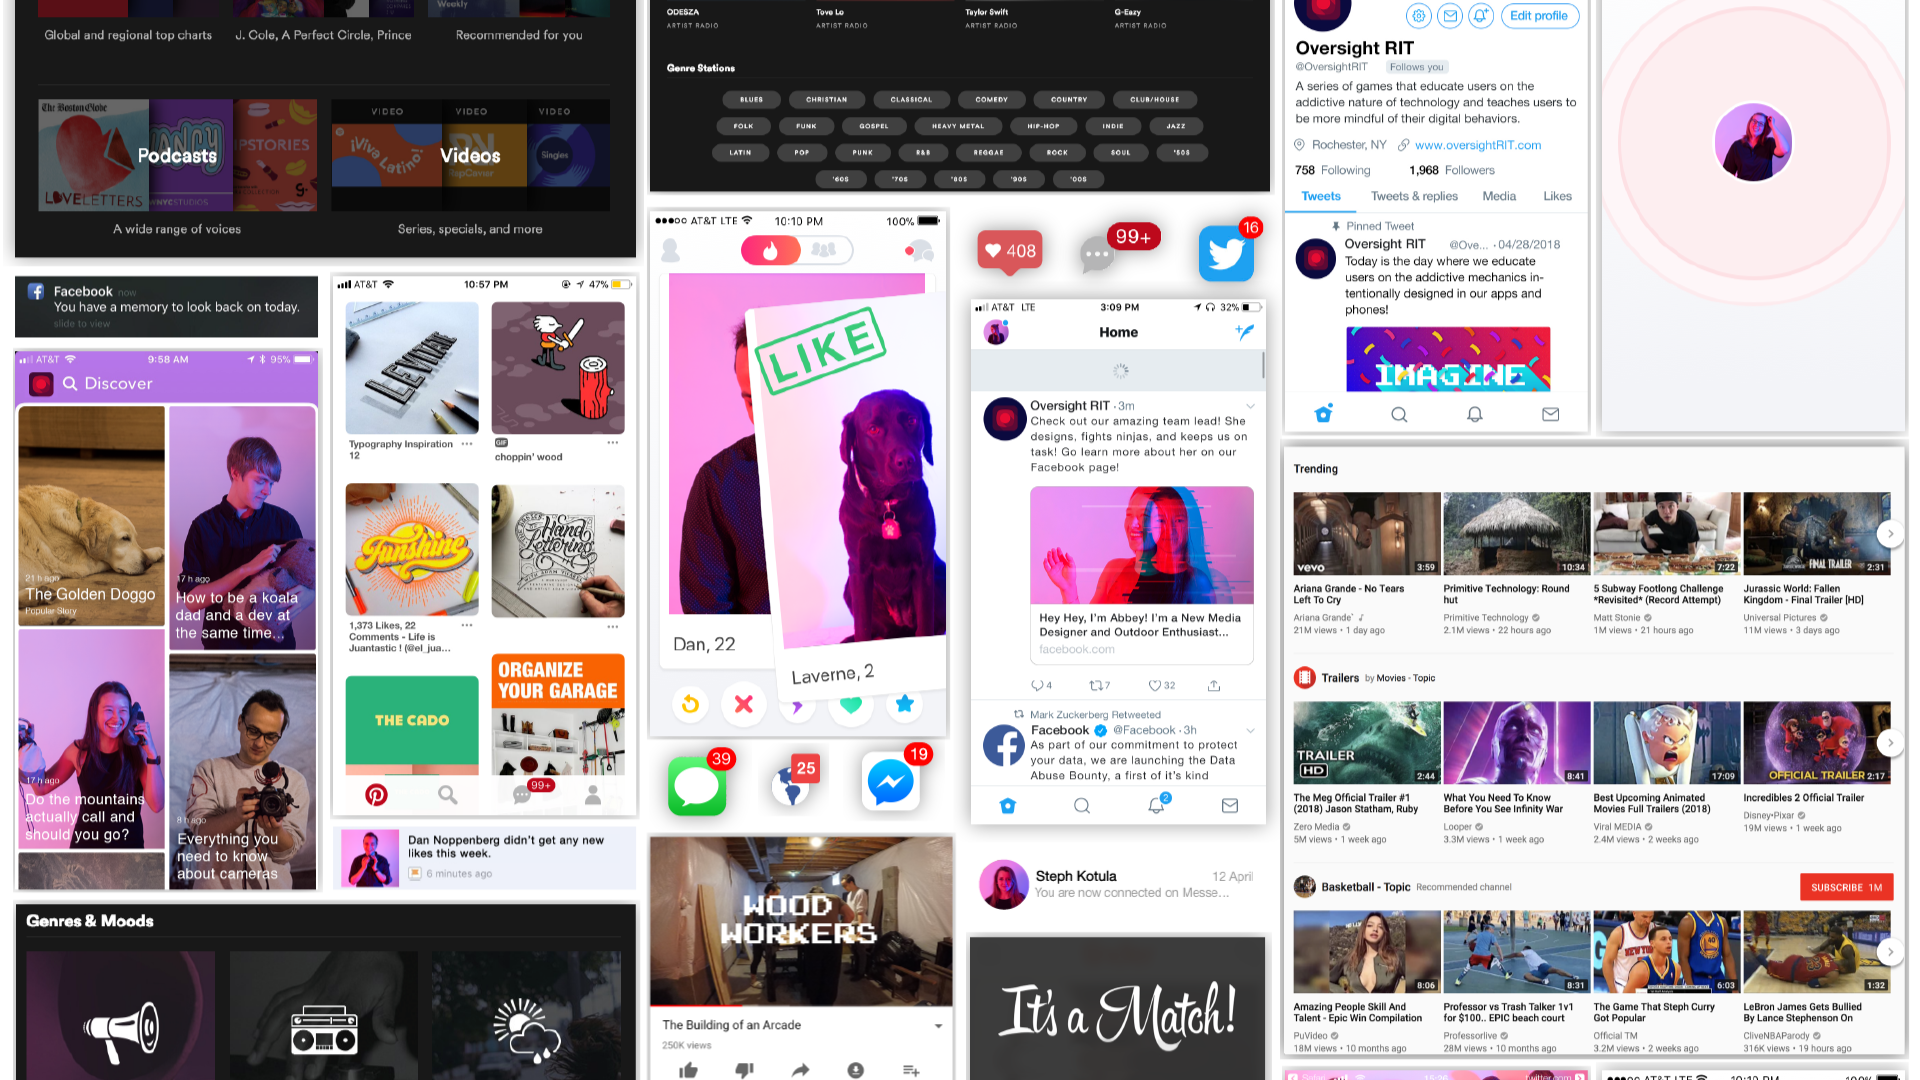 Weekly
Global and regional top charts
J. Cole, A Perfect Circle, Prince
Recommended for you
The Boston Globe
LOVELETTERS
Podcasts
A wide range of voices
VIDEO
VIDEO
VIDEO
¡Viva Latino!
Videos
Singles
Series, specials, and more
ODESZA
ARTIST RADIO
Tove Lo
ARTIST RADIO
Taylor Swift
ARTIST RADIO
G-Eazy
ARTIST RADIO
Genre Stations
BLUES
CHRISTIAN
CLASSICAL
COMEDY
COUNTRY
CLUB/HOUSE
FOLK
FUNK
GOSPEL
HEAVY METAL
HIP-HOP
INDIE
JAZZ
LATIN
POP
PUNK
R&B
REGGAE
ROCK
SOUL
'50S
'60S
'70S
'80S
'90S
'00S
Edit profile
Oversight RIT
@OversightRIT Follows you
A series of games that educate users on the
addictive nature of technology and teaches users to
be more mindful of their digital behaviors.
Rochester, NY www.oversightRIT.com
758 Following 1,968 Followers
Tweets Tweets & replies Media Likes
Pinned Tweet
Oversight RIT @Ove... · 04/28/2018
Today is the day where we educate
users on the addictive mechanics in-
tentionally designed in our apps and
phones!
IMAGINE
Facebook now
You have a memory to look back on today.
slide to view
AT&T 9:58 AM 95%
Discover
21 h ago
The Golden Doggo
Popular Story
17 h ago
How to be a koala
dad and a dev at
the same time...
17 h ago
Do the mountains
actually call and
should you go?
8 h ago
Everything you
need to know
about cameras
AT&T 10:57 PM 47%
Typography Inspiration
12
GIF
choppin' wood
Funshine
Hand
Lettering
1,373 Likes, 22
Comments - Life is
Juantastic ! (@el_jua...
THE CADO
ORGANIZE
YOUR GARAGE
99+
Dan Noppenberg didn't get any new
likes this week.
6 minutes ago
Genres & Moods
AT&T LTE 10:10 PM 100%
LIKE
Dan, 22
Laverne, 2
39
25
19
WOOD
WORKERS
The Building of an Arcade
250K views
408
99+
16
AT&T LTE 3:09 PM 32%
Home
Oversight RIT · 3m
Check out our amazing team lead! She
designs, fights ninjas, and keeps us on
task! Go learn more about her on our
Facebook page!
Hey Hey, I'm Abbey! I'm a New Media
Designer and Outdoor Enthusiast...
facebook.com
4 7 32
Mark Zuckerberg Retweeted
Facebook @Facebook · 3h
As part of our commitment to protect
your data, we are launching the Data
Abuse Bounty, a first of it's kind
2
Steph Kotula 12 April
You are now connected on Messe...
It's a Match!
Trending
vevo 3:59
10:34
7:22
FINAL TRAILER 2:31
Ariana Grande - No Tears
Left To Cry
Ariana Grande
21M views • 1 day ago
Primitive Technology: Round
hut
Primitive Technology
2.1M views • 22 hours ago
5 Subway Footlong Challenge
*Revisited* (Record Attempt)
Matt Stonie
1M views • 21 hours ago
Jurassic World: Fallen
Kingdom - Final Trailer [HD]
Universal Pictures
11M views • 3 days ago
Trailers by Movies - Topic
TRAILER
HD 2:44
8:41
17:09
OFFICIAL TRAILER 2:17
The Meg Official Trailer #1
(2018) Jason Statham, Ruby
Zero Media
5M views • 1 week ago
What You Need To Know
Before You See Infinity War
Looper
3.3M views • 1 week ago
Best Upcoming Animated
Movies Full Trailers (2018)
Viral MEDIA
2.4M views • 2 weeks ago
Incredibles 2 Official Trailer
Disney•Pixar
19M views • 1 week ago
Basketball - Topic Recommended channel
SUBSCRIBE 1M
8:06
8:31
6:03
1:32
Amazing People Skill And
Talent - Epic Win Compilation
PuVideo
18M views • 10 months ago
Professor vs Trash Talker 1v1
for $100.. EPIC beach court
Professorlive
28M views • 10 months ago
The Game That Steph Curry
Got Popular
Official TM
3.2M views • 2 weeks ago
LeBron James Gets Bullied
By Lance Stephenson On
CliveNBAParody
316K views • 19 hours ago